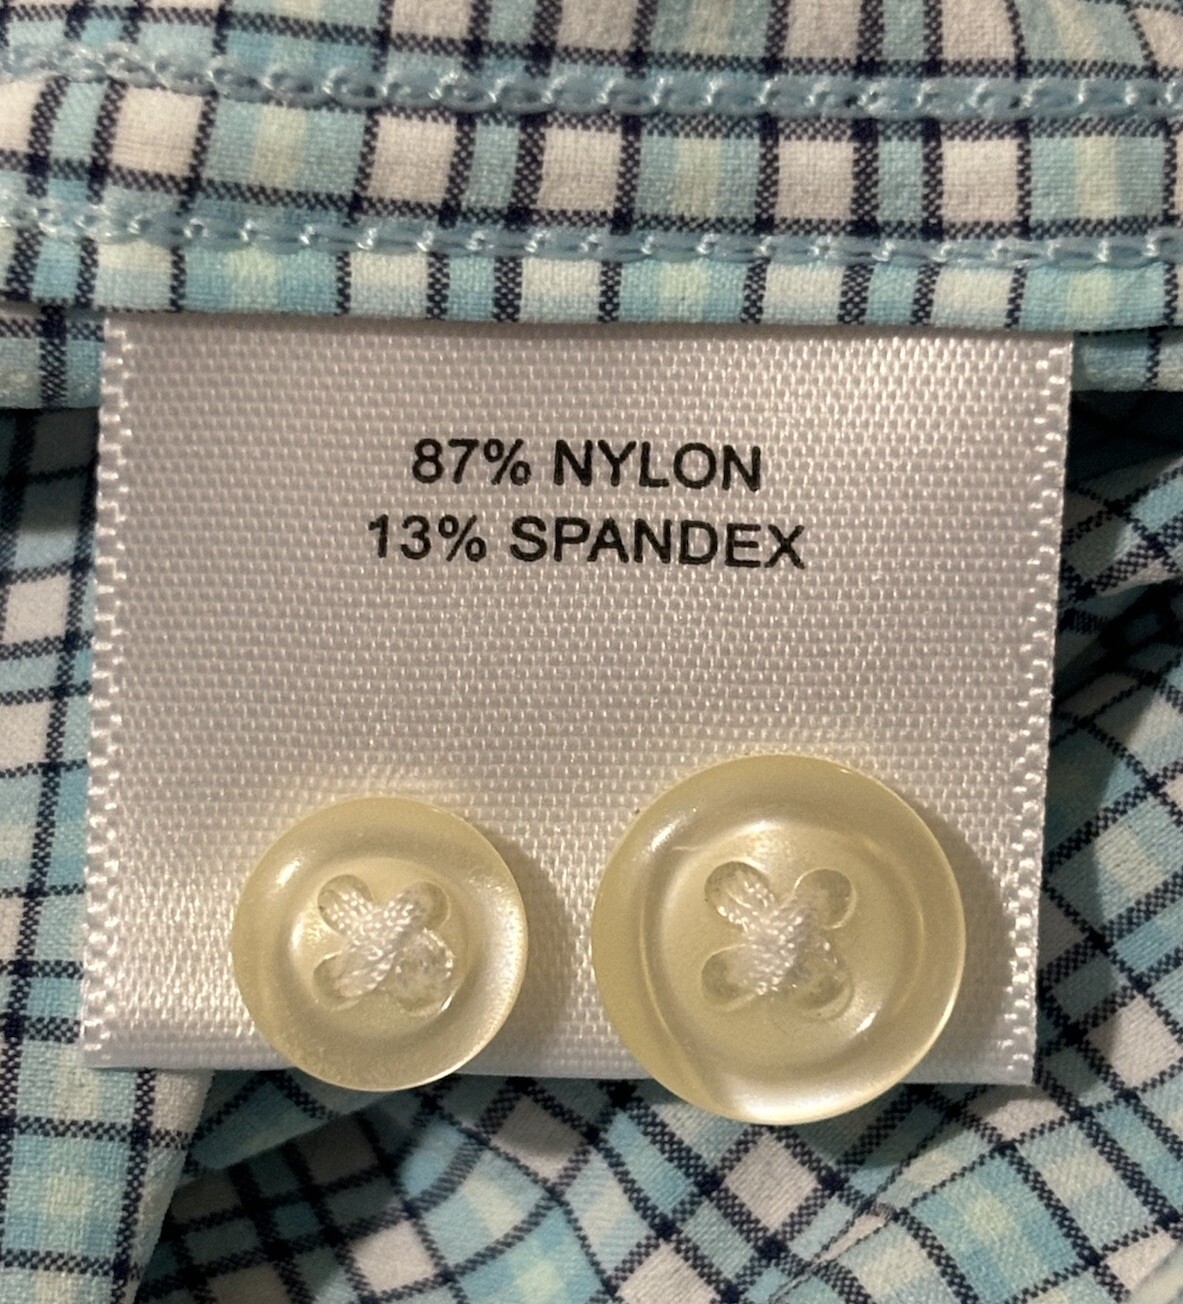 87% NYLON
13% SPANDEX